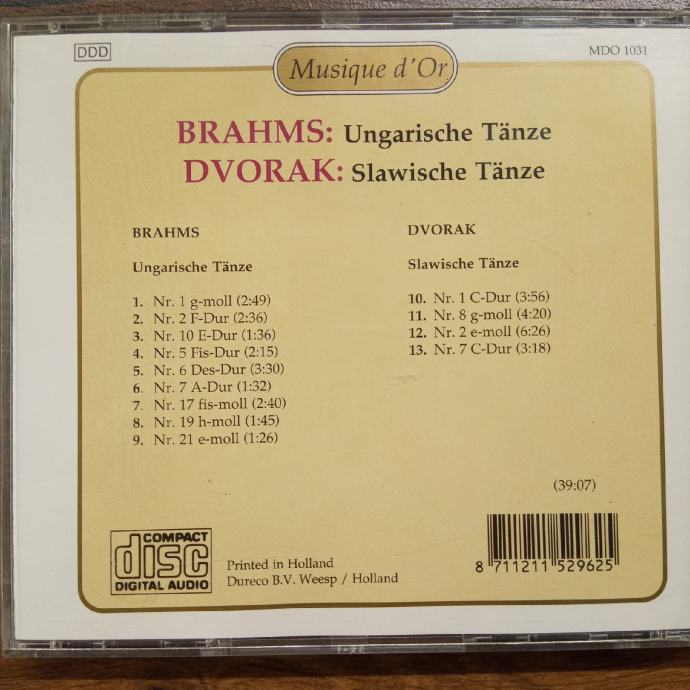 DDD
MDO 1031
Musique d'Or
BRAHMS: Ungarische Tänze
DVORAK: Slawische Tänze
BRAHMS
Ungarische Tänze
1. Nr. 1 g-moll (2:49)
2. Nr. 2 F-Dur (2:36)
3. Nr. 10 E-Dur (1:36)
4. Nr. 5 Fis-Dur (2:15)
5. Nr. 6 Des-Dur (3:30)
6. Nr. 7 A-Dur (1:32)
7. Nr. 17 fis-moll (2:40)
8. Nr. 19 h-moll (1:45)
9. Nr. 21 e-moll (1:26)
DVORAK
Slawische Tänze
10. Nr. 1 C-Dur (3:56)
11. Nr. 8 g-moll (4:20)
12. Nr. 2 e-moll (6:26)
13. Nr. 7 C-Dur (3:18)
(39:07)
COMPACT
disc
DIGITAL AUDIO
Printed in Holland
Dureco B.V. Weesp / Holland
8 711211 529625